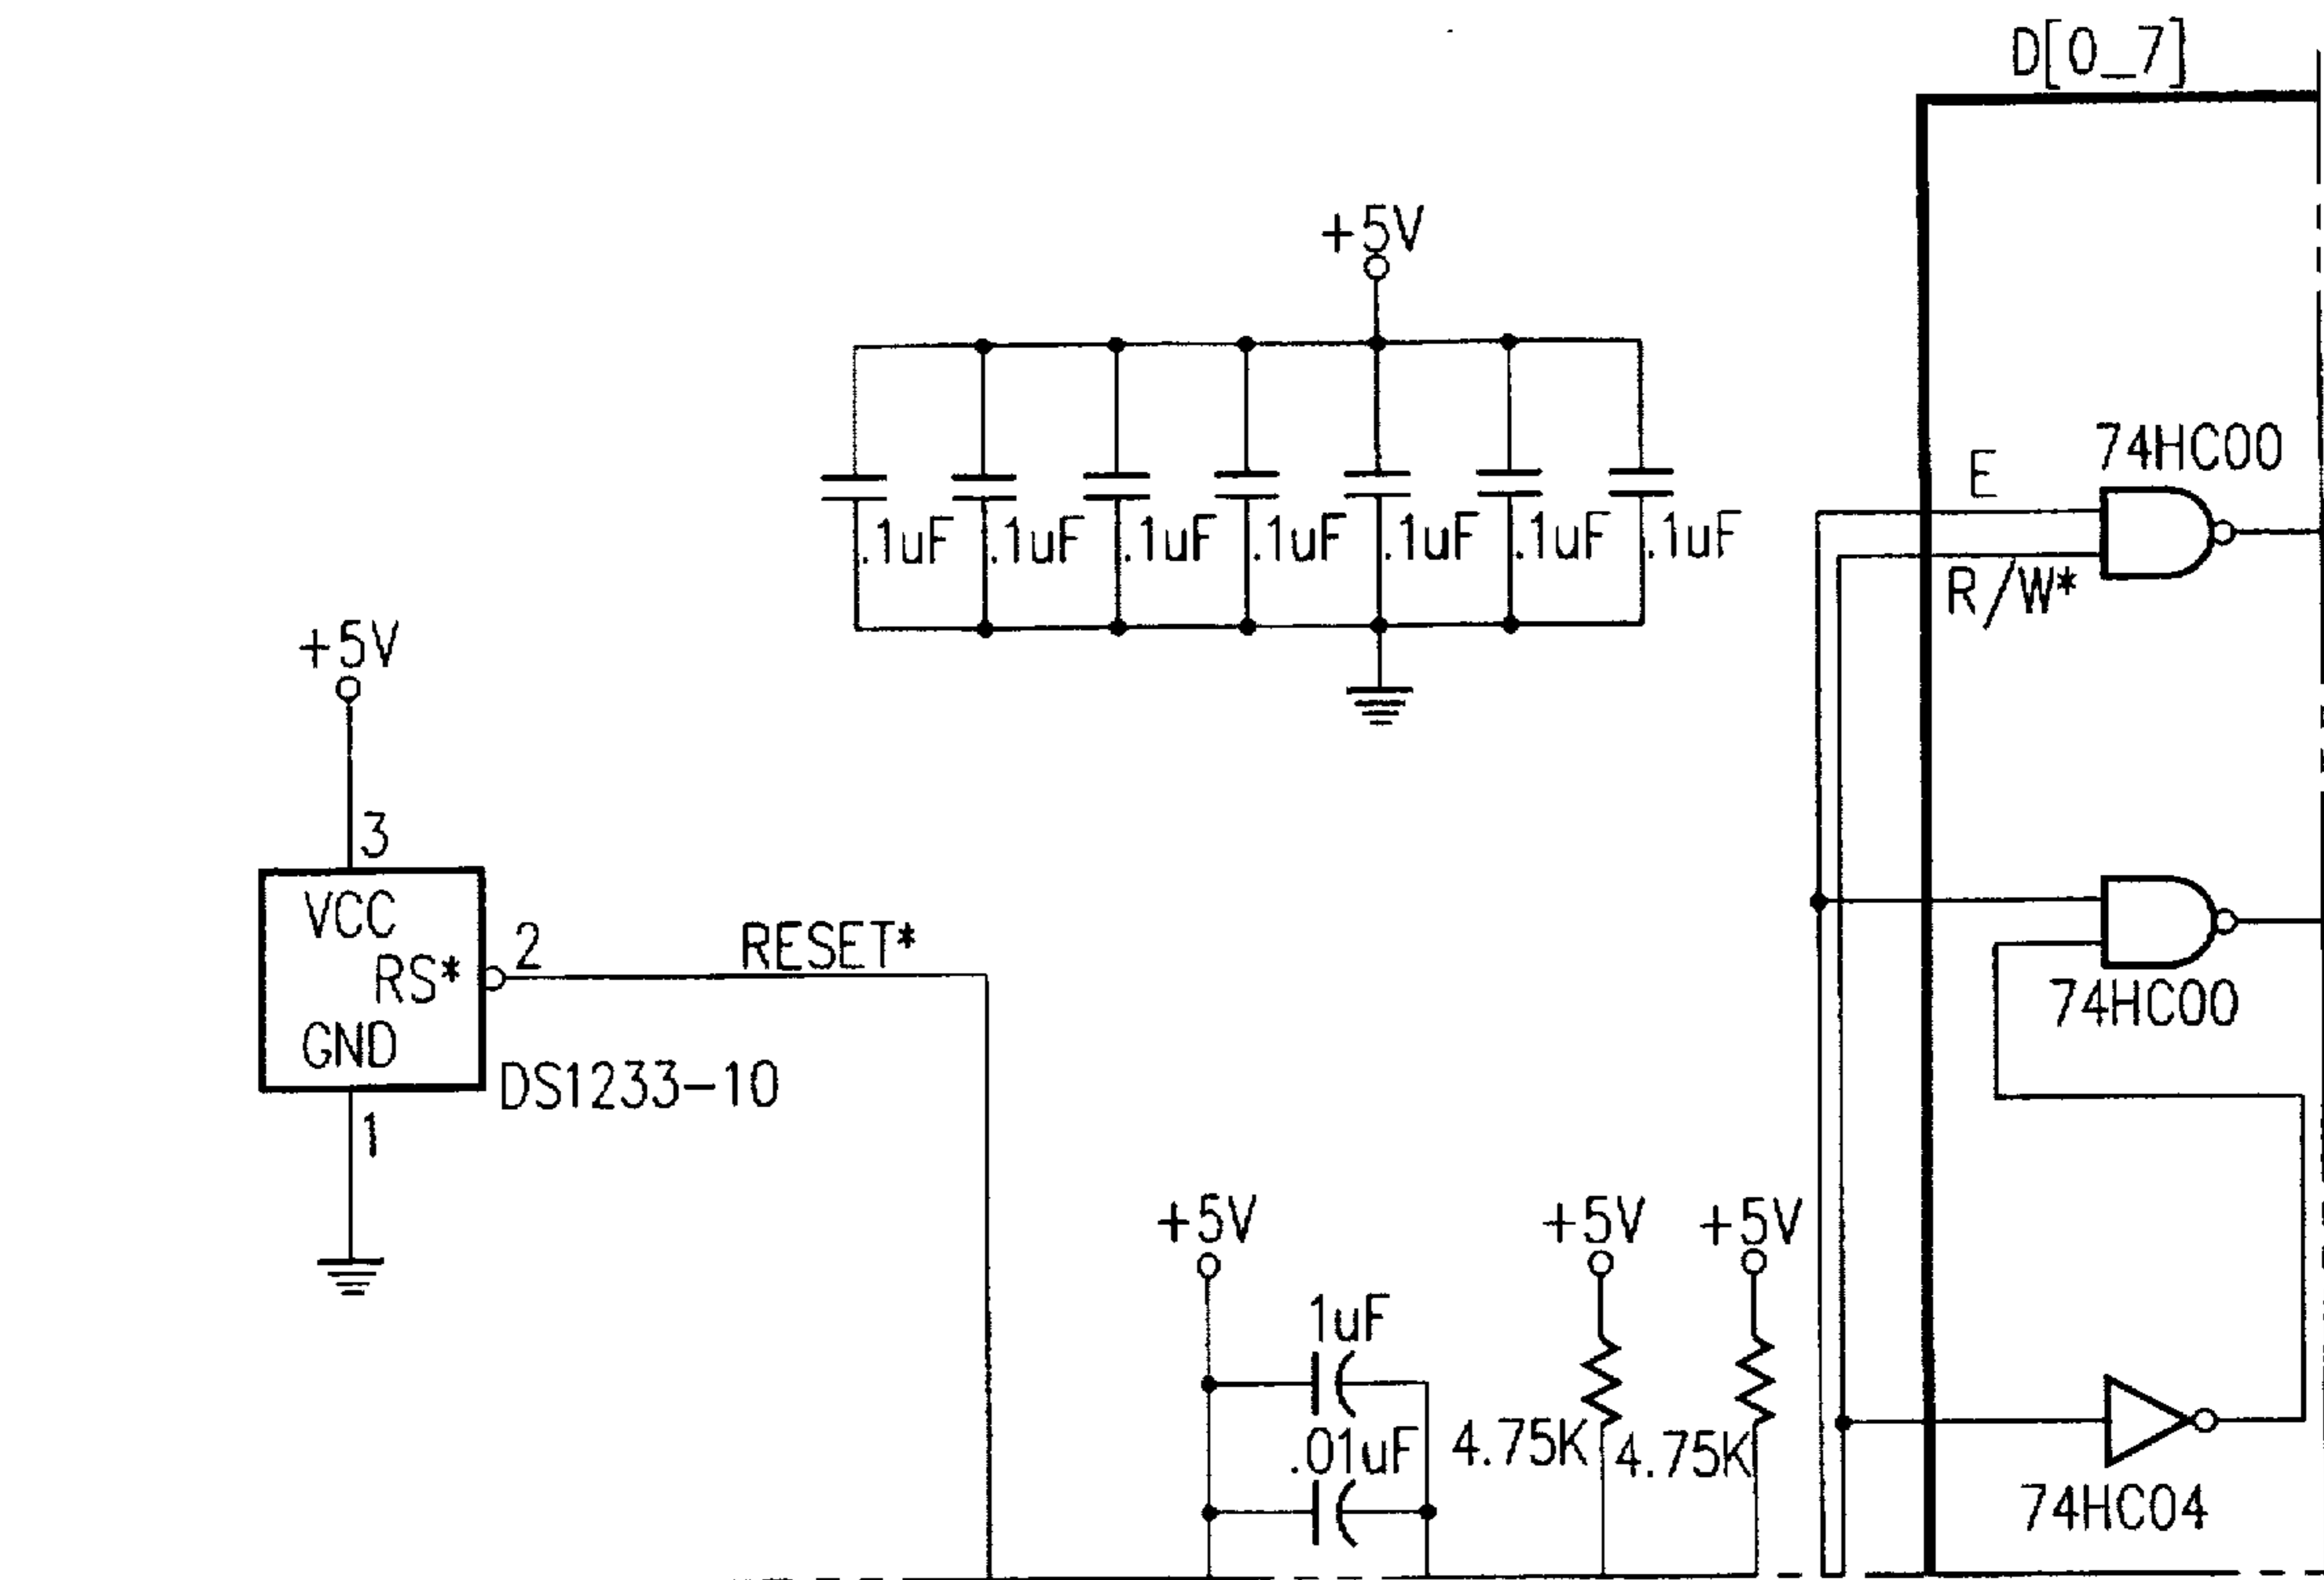 D[0_7]
+5V
74HC00
E
.1uF .1uF .1uF .1uF .1uF .1uF .1uF
R/W*
+5V
3
VCC
RS*
2
RESET*
GND
74HC00
DS1233-10
1
+5V
+5V
+5V
1uF
.01uF
4.75K
4.75K
74HC04